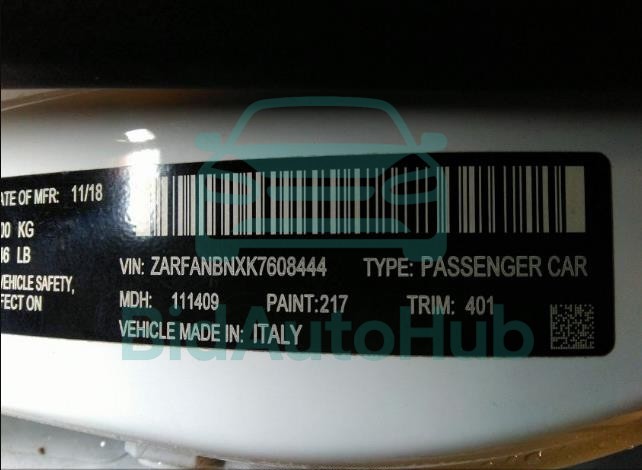 ATE OF MFR: 11/18
00 KG
LB
VEHICLE SAFETY,
FECT ON
VIN: ZARFANBNXK7608444 TYPE: PASSENGER CAR
MDH: 111409 PAINT:217 TRIM: 401
VEHICLE MADE IN: ITALY
BidAutoHub